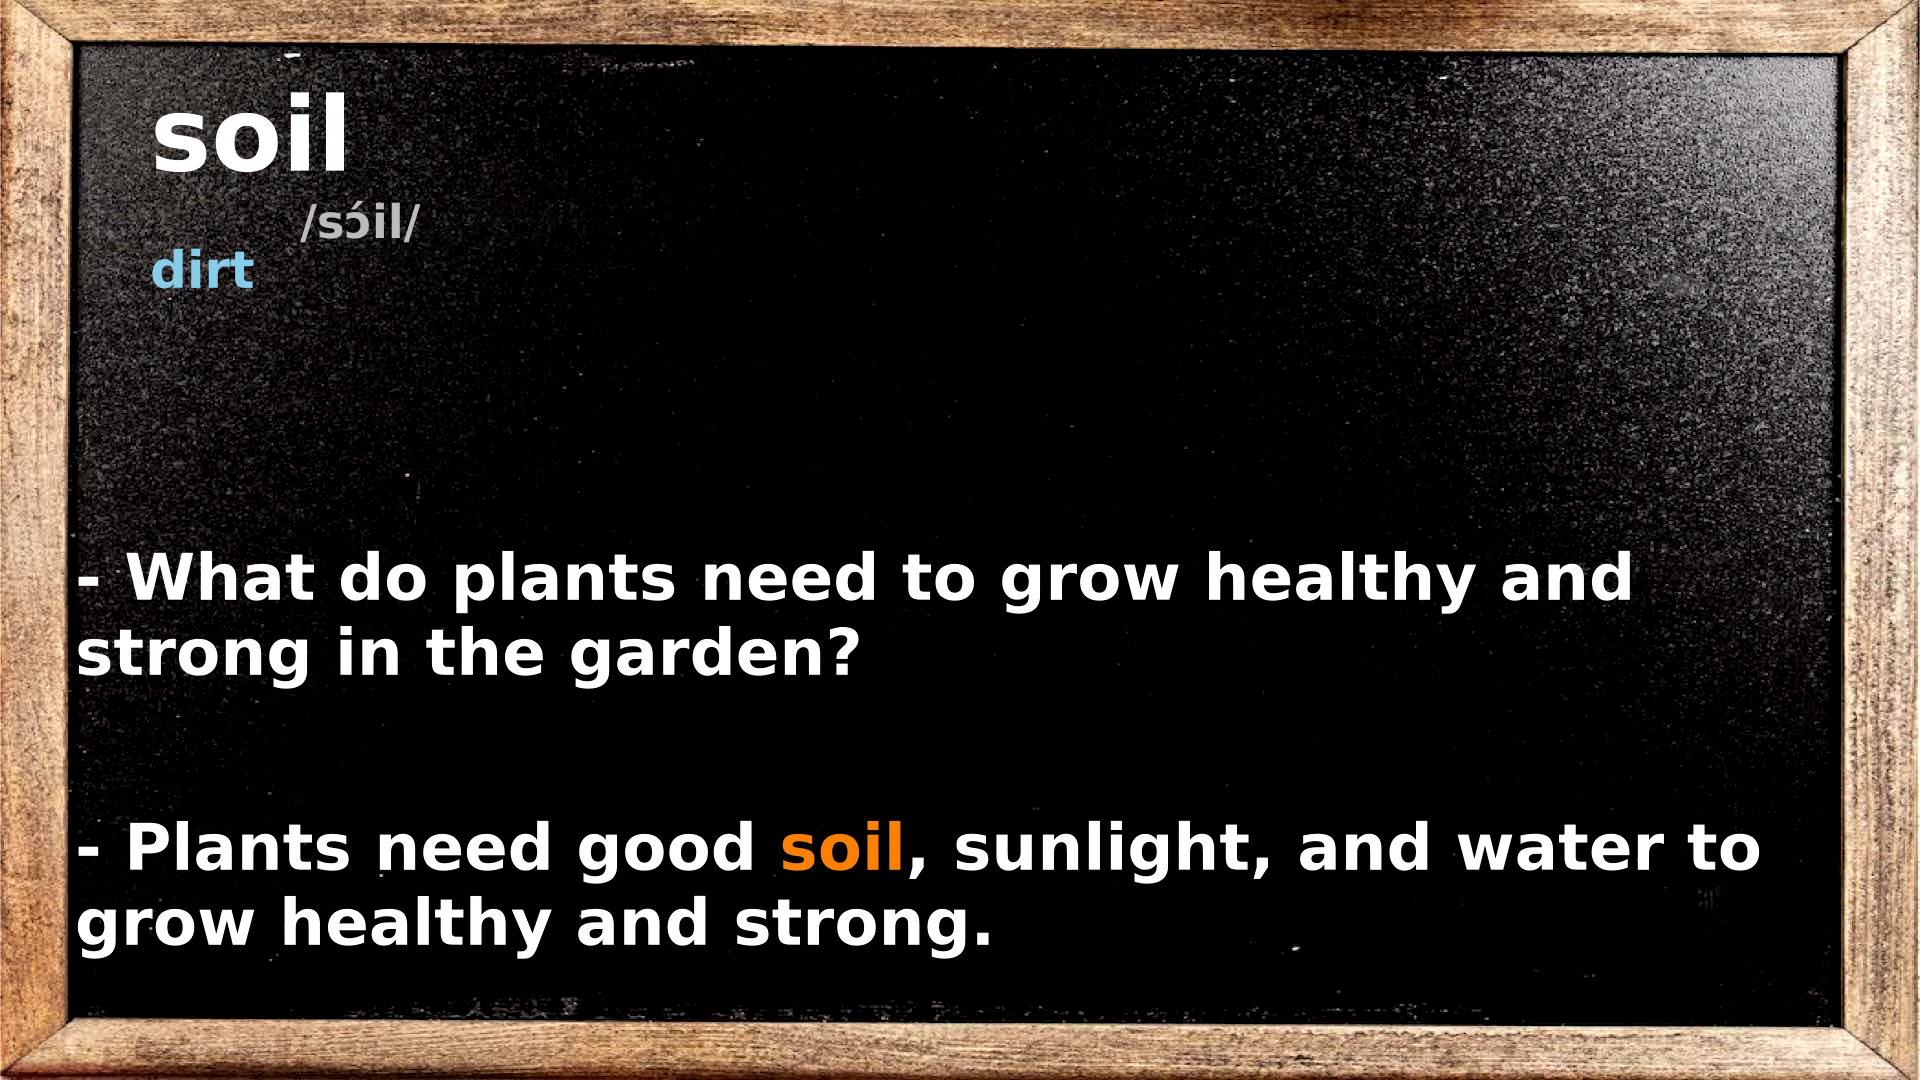 soil
/sɔ́il/
dirt
- What do plants need to grow healthy and
strong in the garden?
- Plants need good soil, sunlight, and water to
grow healthy and strong.